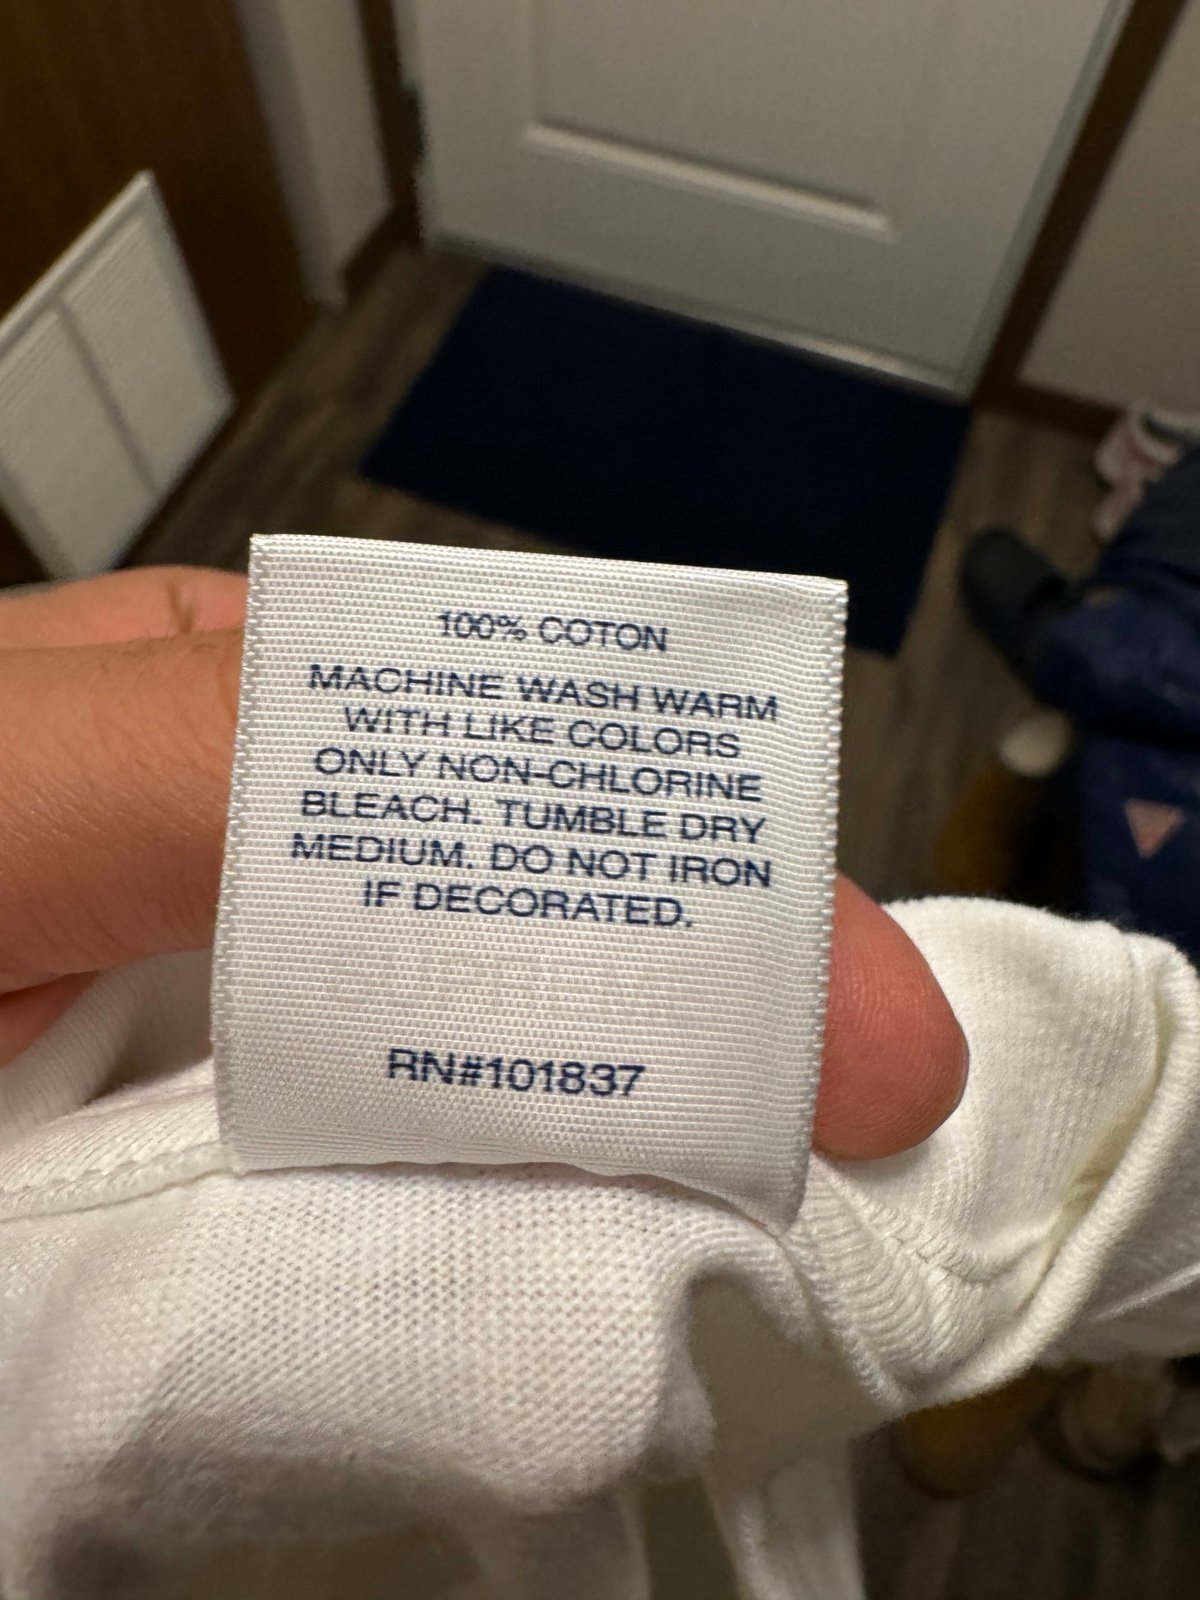 100% COTON
MACHINE WASH WARM
WITH LIKE COLORS
ONLY NON-CHLORINE
BLEACH. TUMBLE DRY
MEDIUM. DO NOT IRON
IF DECORATED.
RN#101837